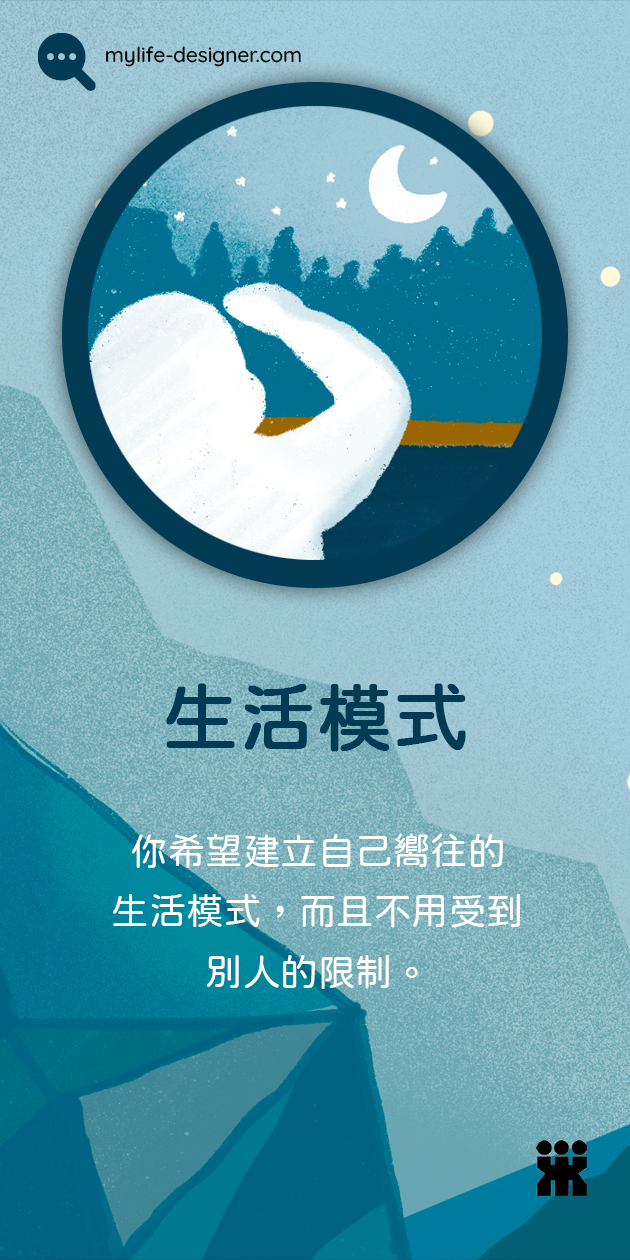 mylife-designer.com
生活模式
你希望建立自己嚮往的
生活模式，而且不用受到
別人的限制。